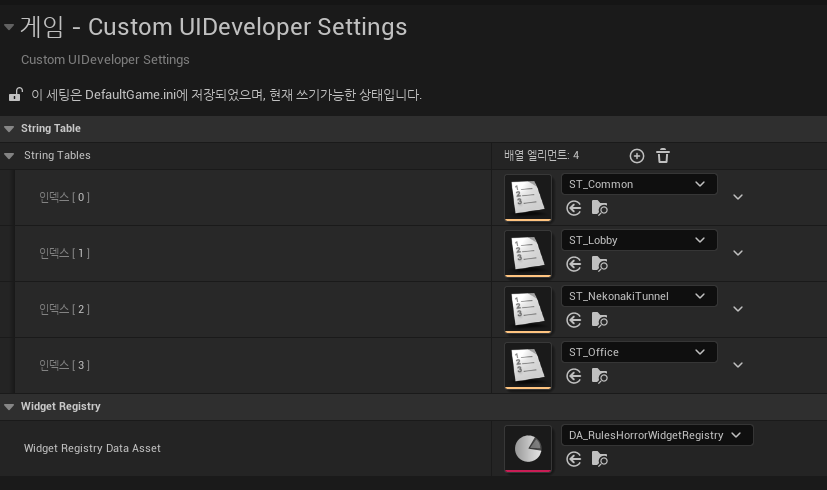 게임 - Custom UIDeveloper Settings
Custom UIDeveloper Settings
이 세팅은 DefaultGame.ini에 저장되었으며, 현재 쓰기가능한 상태입니다.
String Table
String Tables 배열 엘리먼트: 4
인덱스 [ 0 ] ST_Common
인덱스 [ 1 ] ST_Lobby
인덱스 [ 2 ] ST_NekonakiTunnel
인덱스 [ 3 ] ST_Office
Widget Registry
Widget Registry Data Asset DA_RulesHorrorWidgetRegistry